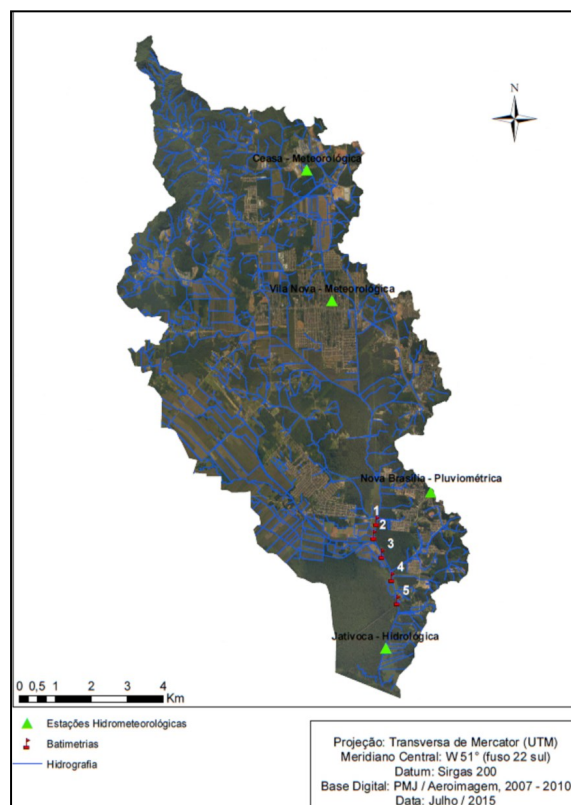 N
Ceasa - Meteorológica
Vila Nova - Meteorológica
Nova Brasília - Pluviométrica
1
2
3
4
5
Jativoca - Hidrológica
0 0,5 1 2 3 4
Km
Estações Hidrometeorológicas
Batimetrias
Hidrografia
Projeção: Transversa de Mercator (UTM)
Meridiano Central: W 51° (fuso 22 sul)
Datum: Sirgas 200
Base Digital: PMJ / Aeroimagem, 2007 - 2010
Data: Julho / 2015